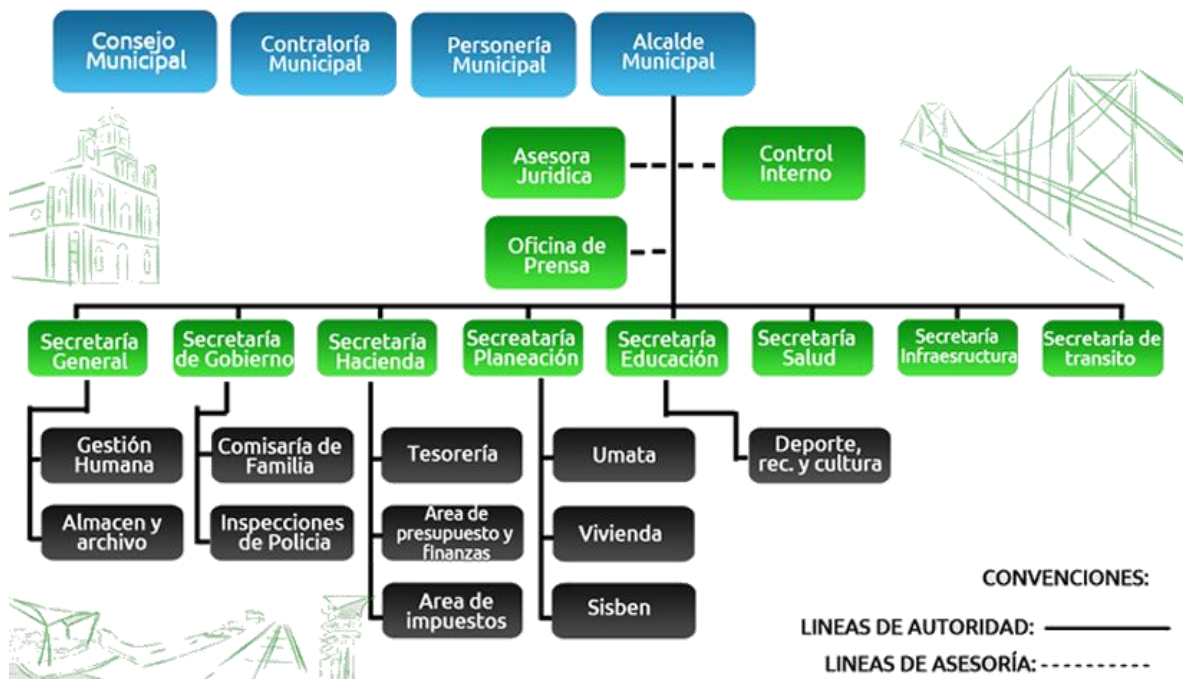 Consejo
Municipal
Contraloría
Municipal
Personería
Municipal
Alcalde
Municipal
Asesora
Juridica
Control
Interno
Oficina de
Prensa
Secretaría
General
Secretaría
de Gobierno
Secretaría
Hacienda
Secreataría
Planeación
Secretaría
Educación
Secretaría
Salud
Secretaría
Infraesructura
Secretaría de
transito
Gestión
Humana
Comisaría de
Familia
Tesorería
Umata
Deporte,
rec. y cultura
Almacen y
archivo
Inspecciones
de Policia
Area de
presupuesto y
finanzas
Vivienda
Area de
impuestos
Sisben
CONVENCIONES:
LINEAS DE AUTORIDAD:
LINEAS DE ASESORÍA: